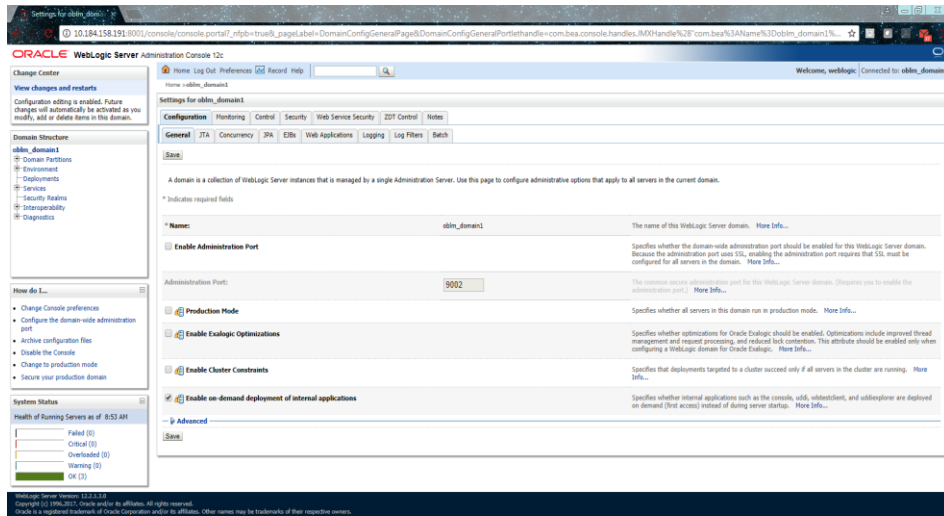 Settings for oblm_dom
10.184.158.191:8001/console/console.portal?_nfpb=true&_pageLabel=DomainConfigGeneralPage&DomainConfigGeneralPortlethandle=com.bea.console.handles.JMXHandle%28"com.bea%3AName%3Doblm_domain1%...
ORACLE WebLogic Server Administration Console 12c
Change Center
View changes and restarts
Configuration editing is enabled. Future
changes will automatically be activated as you
modify, add or delete items in this domain.
Domain Structure
oblm_domain1
Domain Partitions
Environment
Deployments
Services
Security Realms
Interoperability
Diagnostics
How do I...
Change Console preferences
Configure the domain-wide administration
port
Archive configuration files
Disable the Console
Change to production mode
Secure your production domain
System Status
Health of Running Servers as of 8:53 AM
Failed (0)
Critical (0)
Overloaded (0)
Warning (0)
OK (3)
Home Log Out Preferences Record Help
Welcome, weblogic Connected to: oblm_domain
Home >oblm_domain1
Settings for oblm_domain1
Configuration Monitoring Control Security Web Service Security ZDT Control Notes
General JTA Concurrency JPA EJBs Web Applications Logging Log Filters Batch
Save
A domain is a collection of WebLogic Server instances that is managed by a single Administration Server. Use this page to configure administrative options that apply to all servers in the current domain.
* Indicates required fields
* Name: oblm_domain1 The name of this WebLogic Server domain. More Info...
Enable Administration Port Specifies whether the domain-wide administration port should be enabled for this WebLogic Server domain.
Because the administration port uses SSL, enabling the administration port requires that SSL must be
configured for all servers in the domain. More Info...
Administration Port: 9002 The common secure administration port for this WebLogic Server domain. (Requires you to enable the
administration port.) More Info...
Production Mode Specifies whether all servers in this domain run in production mode. More Info...
Enable Exalogic Optimizations Specifies whether optimizations for Oracle Exalogic should be enabled. Optimizations include improved thread
management and request processing, and reduced lock contention. This attribute should be enabled only when
configuring a WebLogic domain for Oracle Exalogic. More Info...
Enable Cluster Constraints Specifies that deployments targeted to a cluster succeed only if all servers in the cluster are running. More
Info...
Enable on-demand deployment of internal applications Specifies whether internal applications such as the console, uddi, wlstestclient, and uddiexplorer are deployed
on demand (first access) instead of during server startup. More Info...
Advanced
Save
WebLogic Server Version: 12.2.1.3.0
Copyright (c) 1996,2017, Oracle and/or its affiliates. All rights reserved.
Oracle is a registered trademark of Oracle Corporation and/or its affiliates. Other names may be trademarks of their respective owners.